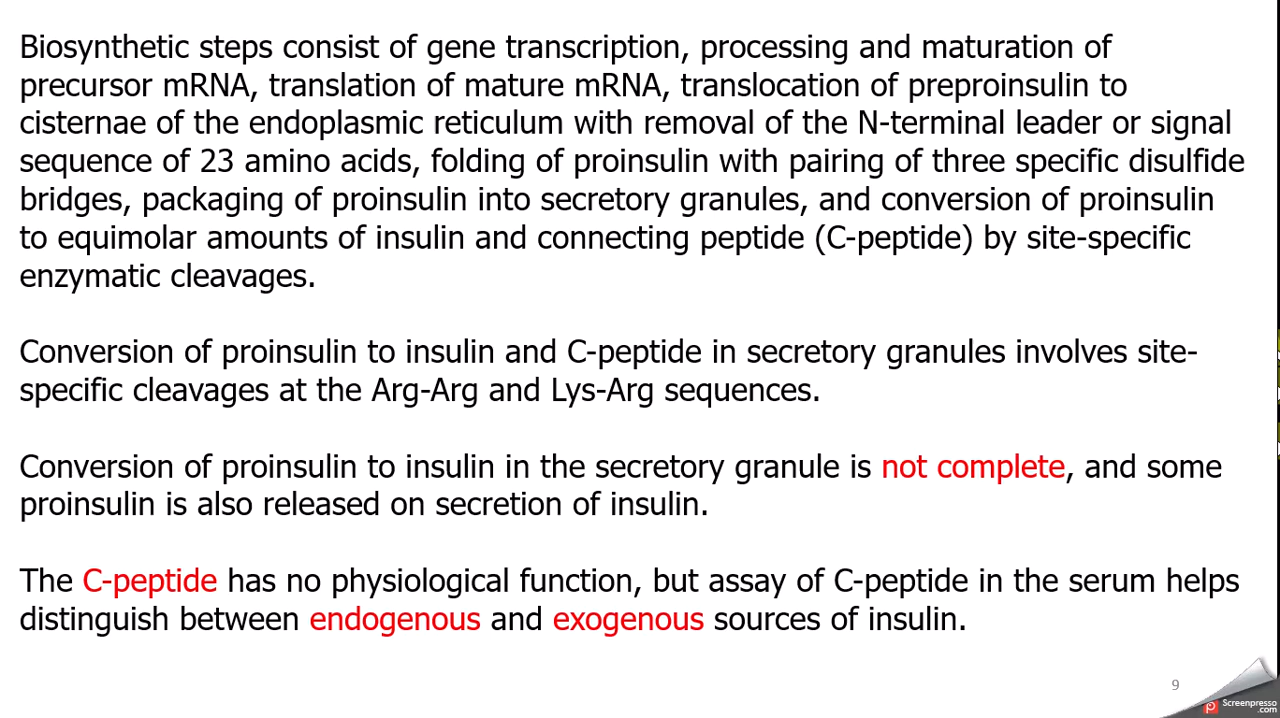 Biosynthetic steps consist of gene transcription, processing and maturation of
precursor mRNA, translation of mature mRNA, translocation of preproinsulin to
cisternae of the endoplasmic reticulum with removal of the N-terminal leader or signal
sequence of 23 amino acids, folding of proinsulin with pairing of three specific disulfide
bridges, packaging of proinsulin into secretory granules, and conversion of proinsulin
to equimolar amounts of insulin and connecting peptide (C-peptide) by site-specific
enzymatic cleavages.
Conversion of proinsulin to insulin and C-peptide in secretory granules involves site-
specific cleavages at the Arg-Arg and Lys-Arg sequences.
Conversion of proinsulin to insulin in the secretory granule is not complete, and some
proinsulin is also released on secretion of insulin.
The C-peptide has no physiological function, but assay of C-peptide in the serum helps
distinguish between endogenous and exogenous sources of insulin.
9
Screenpresso
.com